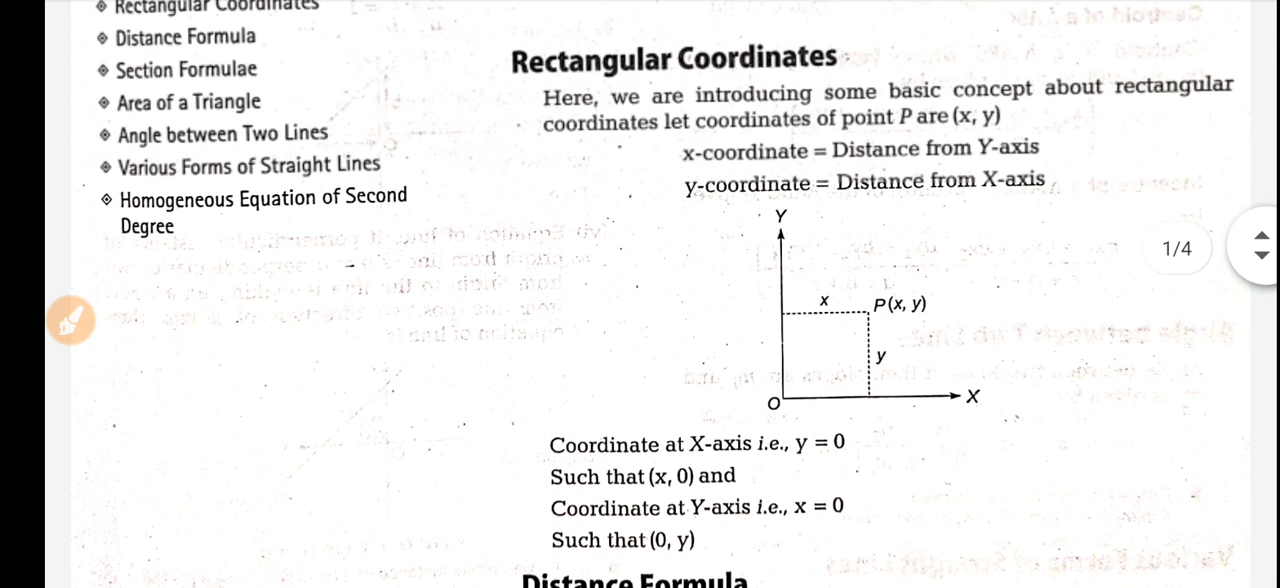 Rectangular Coordinates
Distance Formula
Section Formulae
Area of a Triangle
Angle between Two Lines
Various Forms of Straight Lines
Homogeneous Equation of Second
Degree
Rectangular Coordinates
Here, we are introducing some basic concept about rectangular
coordinates let coordinates of point P are (x, y)
x-coordinate = Distance from Y-axis
y-coordinate = Distance from X-axis
Y
1/4
x P(x, y)
y
O X
Coordinate at X-axis i.e., y = 0
Such that (x, 0) and
Coordinate at Y-axis i.e., x = 0
Such that (0, y)
Distance Formula